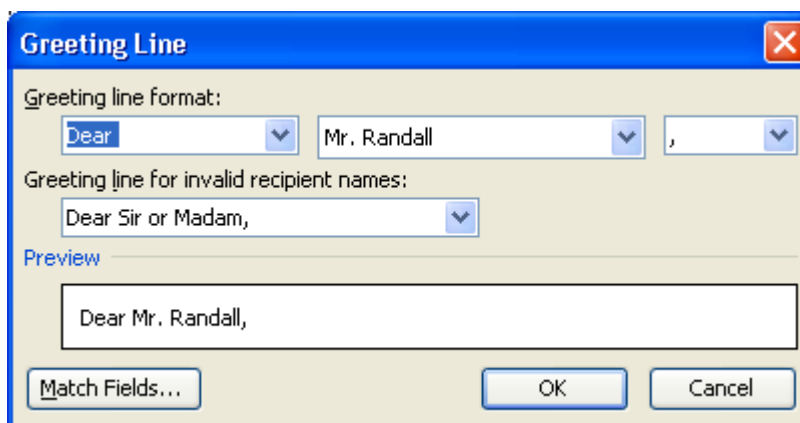 Greeting Line
Greeting line format:
Dear Mr. Randall ,
Greeting line for invalid recipient names:
Dear Sir or Madam,
Preview
Dear Mr. Randall,
Match Fields... OK Cancel